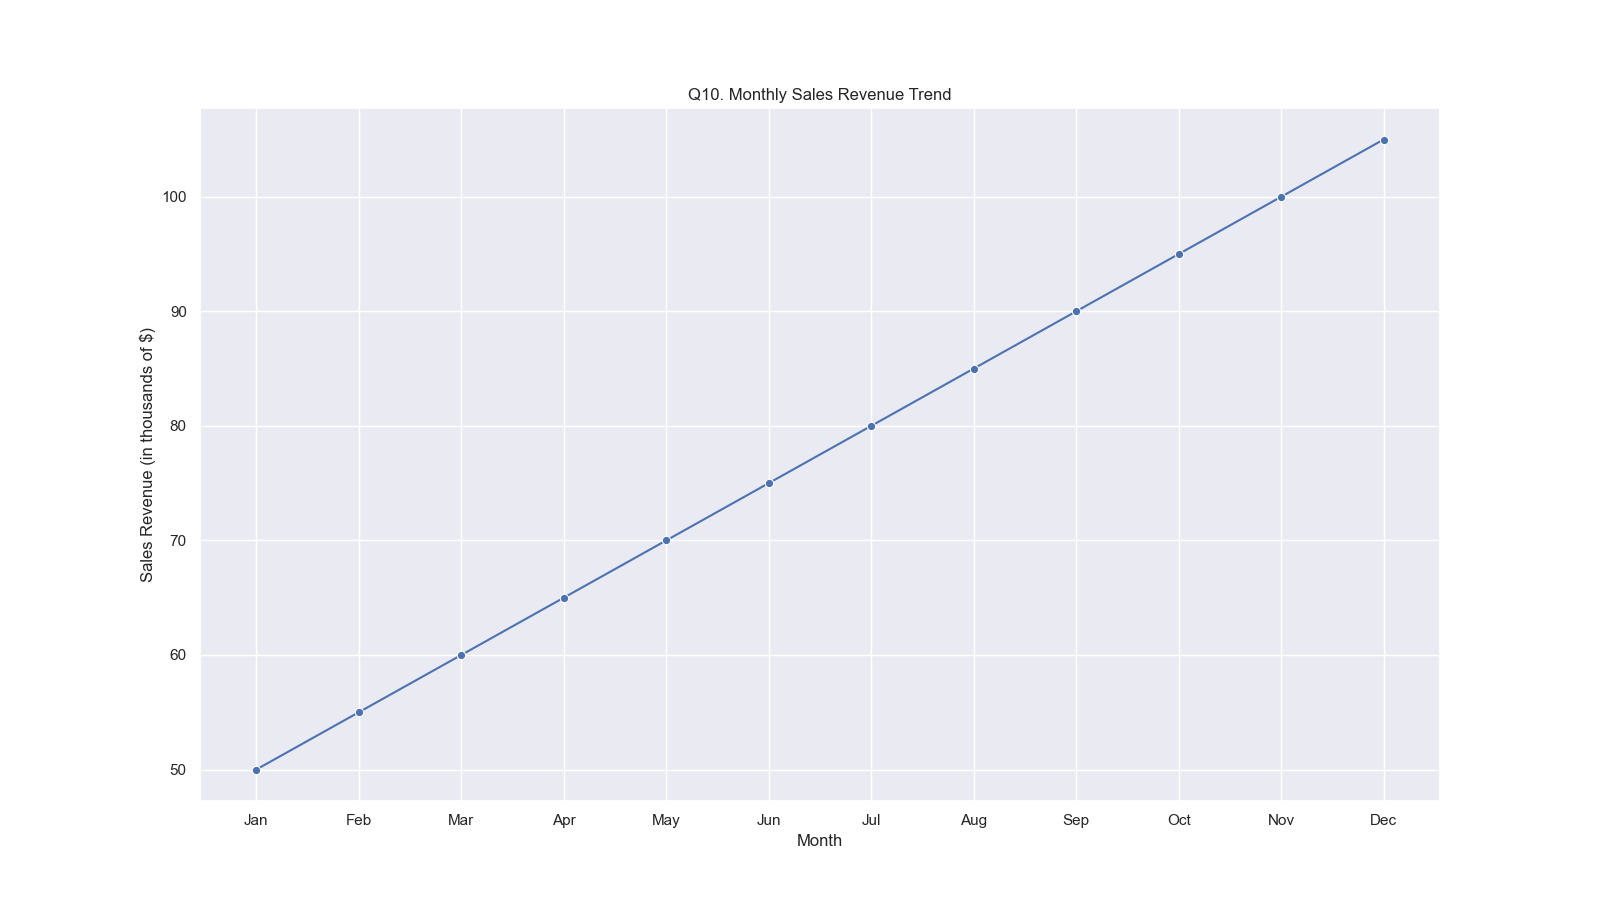 Q10. Monthly Sales Revenue Trend
Sales Revenue (in thousands of $)
100
90
80
70
60
50
Jan Feb Mar Apr May Jun Jul Aug Sep Oct Nov Dec
Month